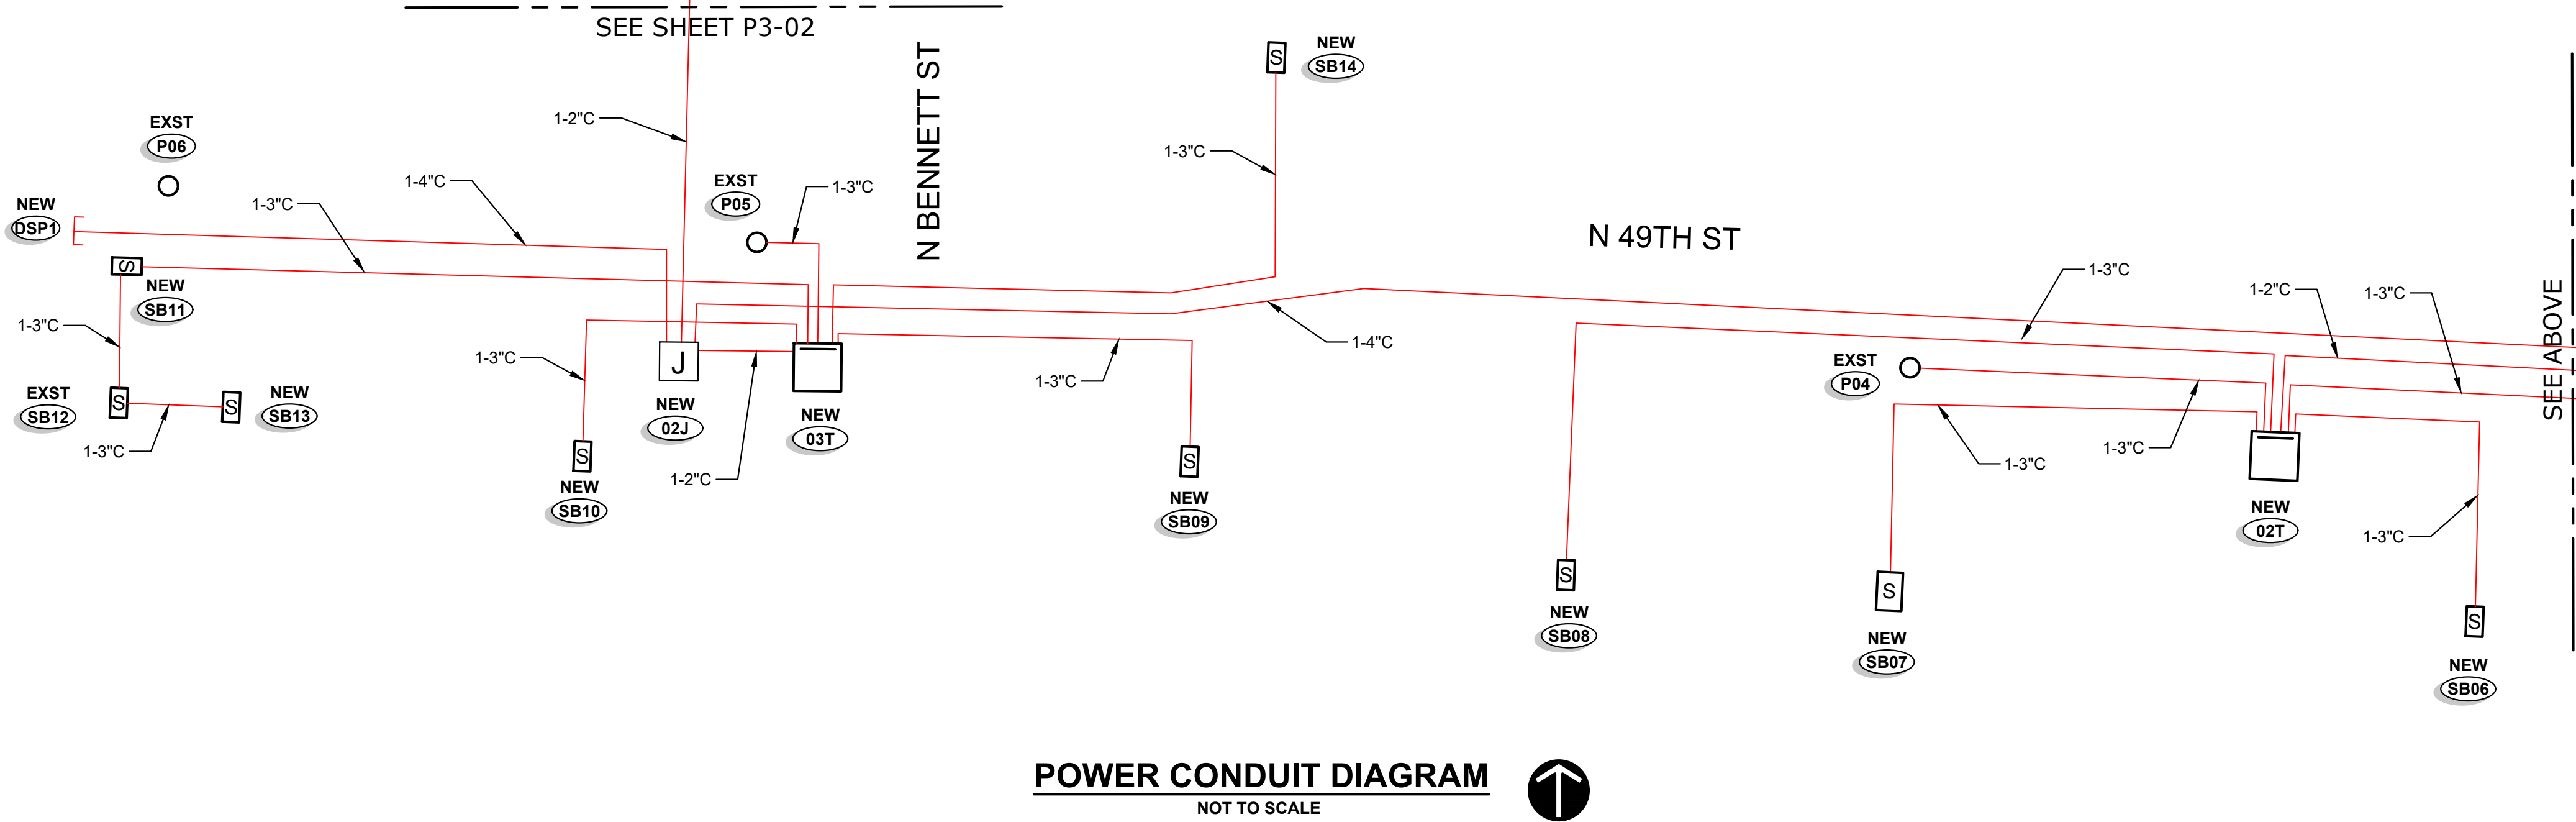 SEE SHEET P3-02
N BENNETT ST
NEW
SB14
S
1-2"C
1-3"C
EXST
P06
1-4"C
EXST
P05
1-3"C
1-3"C
NEW
DSP1
N 49TH ST
S
NEW
SB11
1-3"C
1-3"C
1-2"C
1-3"C
SEE ABOVE
1-4"C
1-3"C
J
1-3"C
EXST
P04
EXST
SB12
S
S
NEW
SB13
1-3"C
NEW
02J
NEW
03T
1-2"C
S
NEW
SB10
S
NEW
SB09
1-3"C
1-3"C
NEW
02T
1-3"C
S
NEW
SB08
S
NEW
SB07
S
NEW
SB06
POWER CONDUIT DIAGRAM
NOT TO SCALE